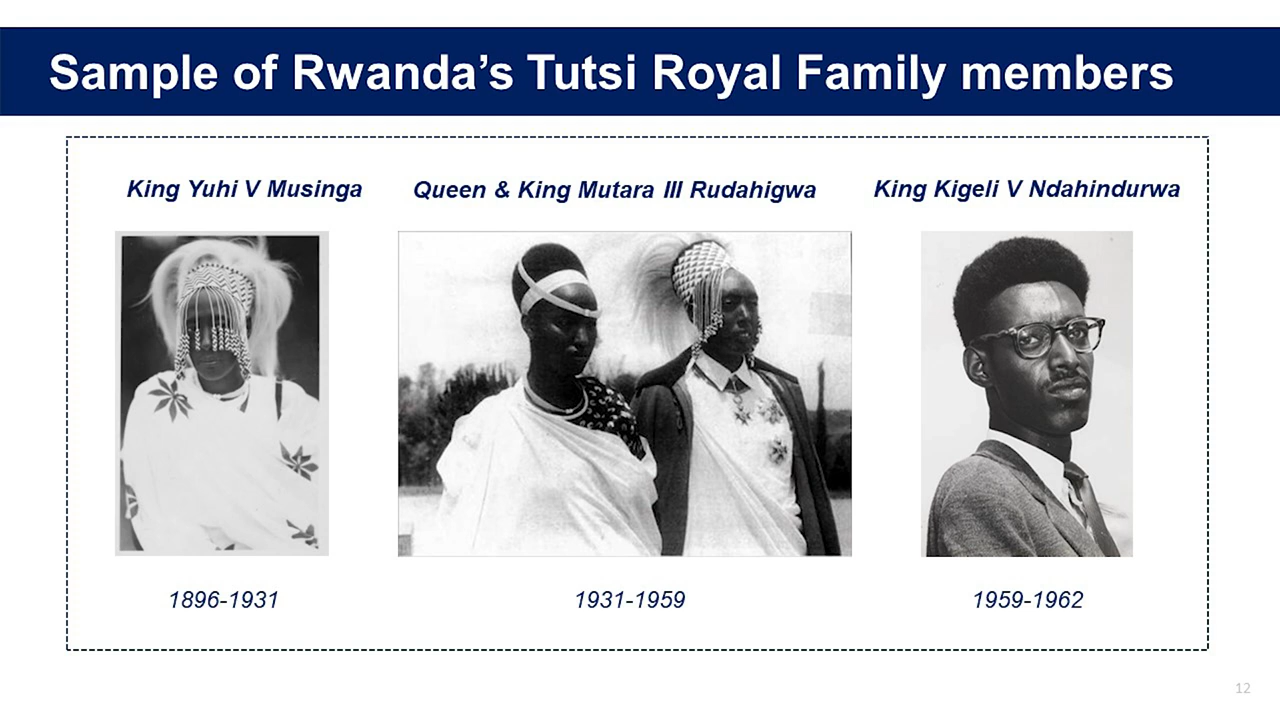 Sample of Rwanda’s Tutsi Royal Family members
King Yuhi V Musinga
Queen & King Mutara III Rudahigwa
King Kigeli V Ndahindurwa
1896-1931
1931-1959
1959-1962
12